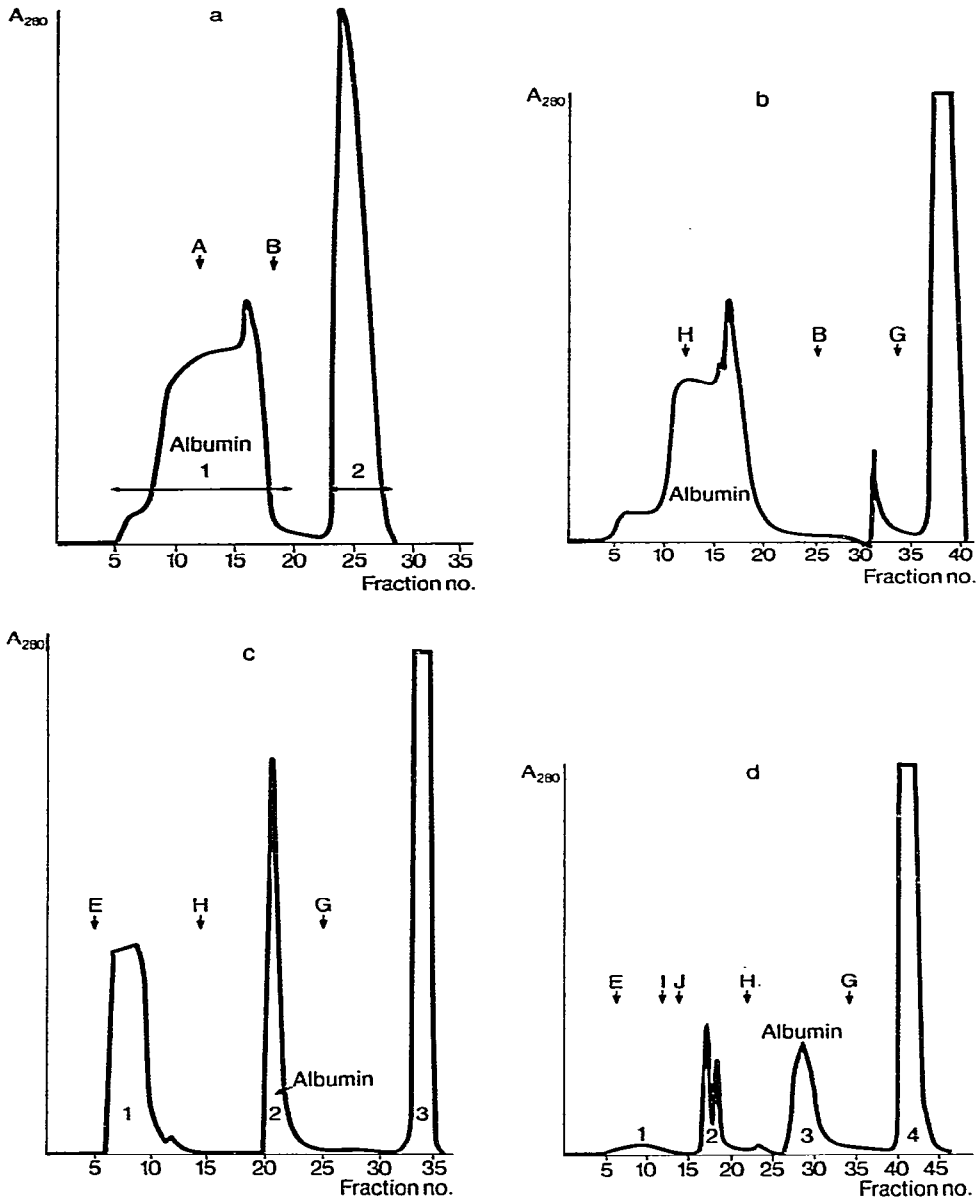 A280
a
A B
Albumin
1 2
5 10 15 20 25 30 35
Fraction no.
A280
b
H B G
Albumin
5 10 15 20 25 30 35 40
Fraction no.
A280
c
E H G
Albumin
1 2 3
5 10 15 20 25 30 35
Fraction no.
A280
d
E I J H G
Albumin
1 2 3 4
5 10 15 20 25 30 35 40 45
Fraction no.